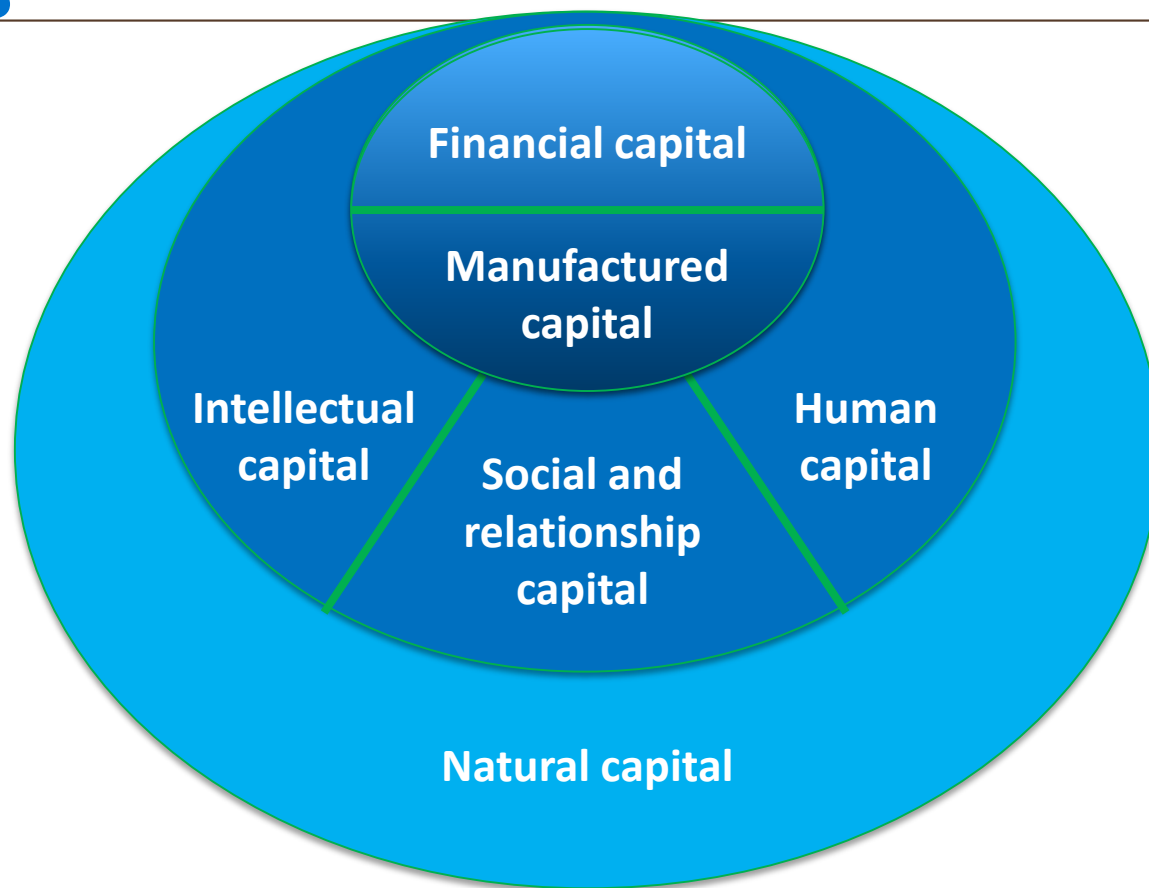 Financial capital
Manufactured
capital
Intellectual
capital
Social and
relationship
capital
Human
capital
Natural capital